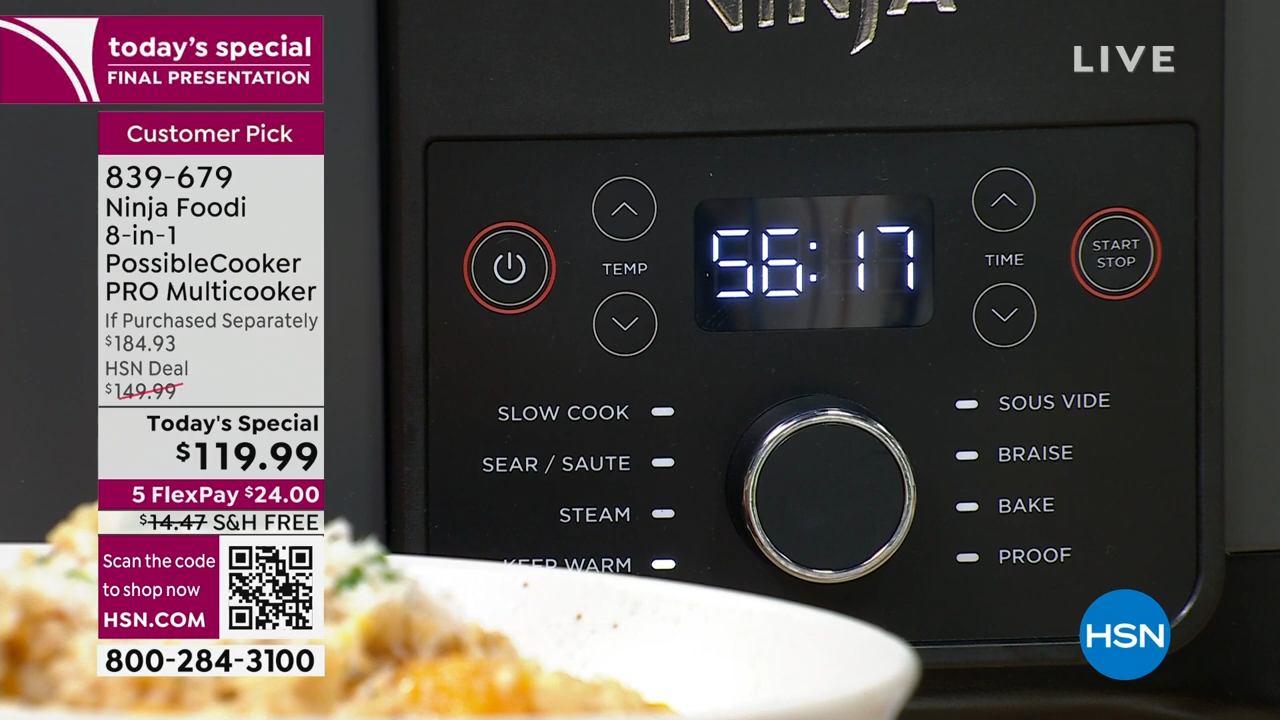 today's special
FINAL PRESENTATION
Customer Pick
839-679
Ninja Foodi
8-in-1
PossibleCooker
PRO Multicooker
If Purchased Separately
$184.93
HSN Deal
$149.99
Today's Special
$119.99
5 FlexPay $24.00
$14.47 S&H FREE
Scan the code
to shop now
HSN.COM
800-284-3100
NINJA
LIVE
TEMP
56:17
TIME
START
STOP
SLOW COOK
SEAR / SAUTE
STEAM
KEEP WARM
SOUS VIDE
BRAISE
BAKE
PROOF
HSN